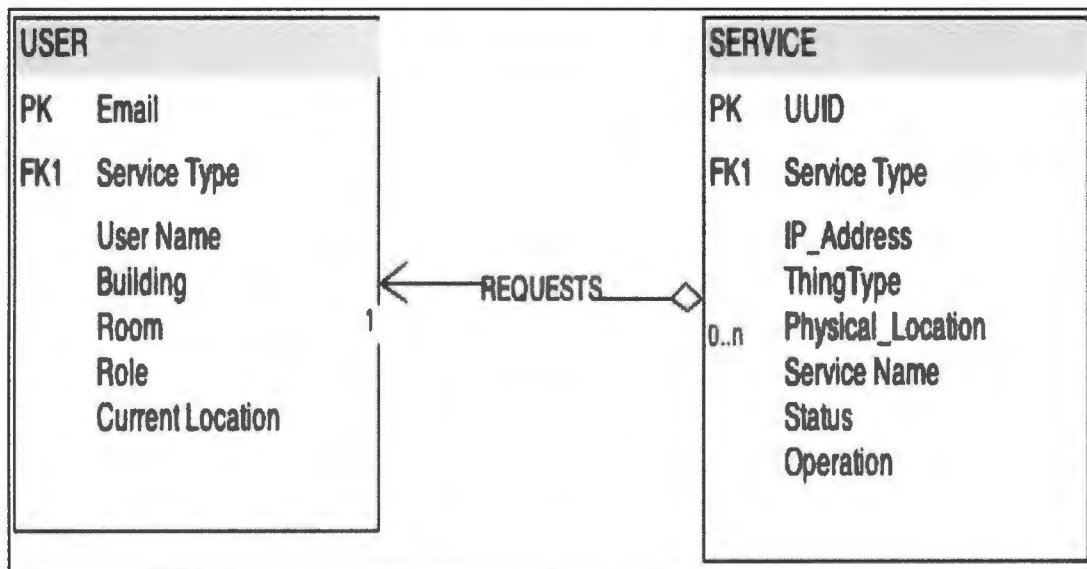 USER
PK Email
FK1 Service Type
User Name
Building
Room
Role
Current Location
1
REQUESTS
0..n
SERVICE
PK UUID
FK1 Service Type
IP_Address
ThingType
Physical_Location
Service Name
Status
Operation